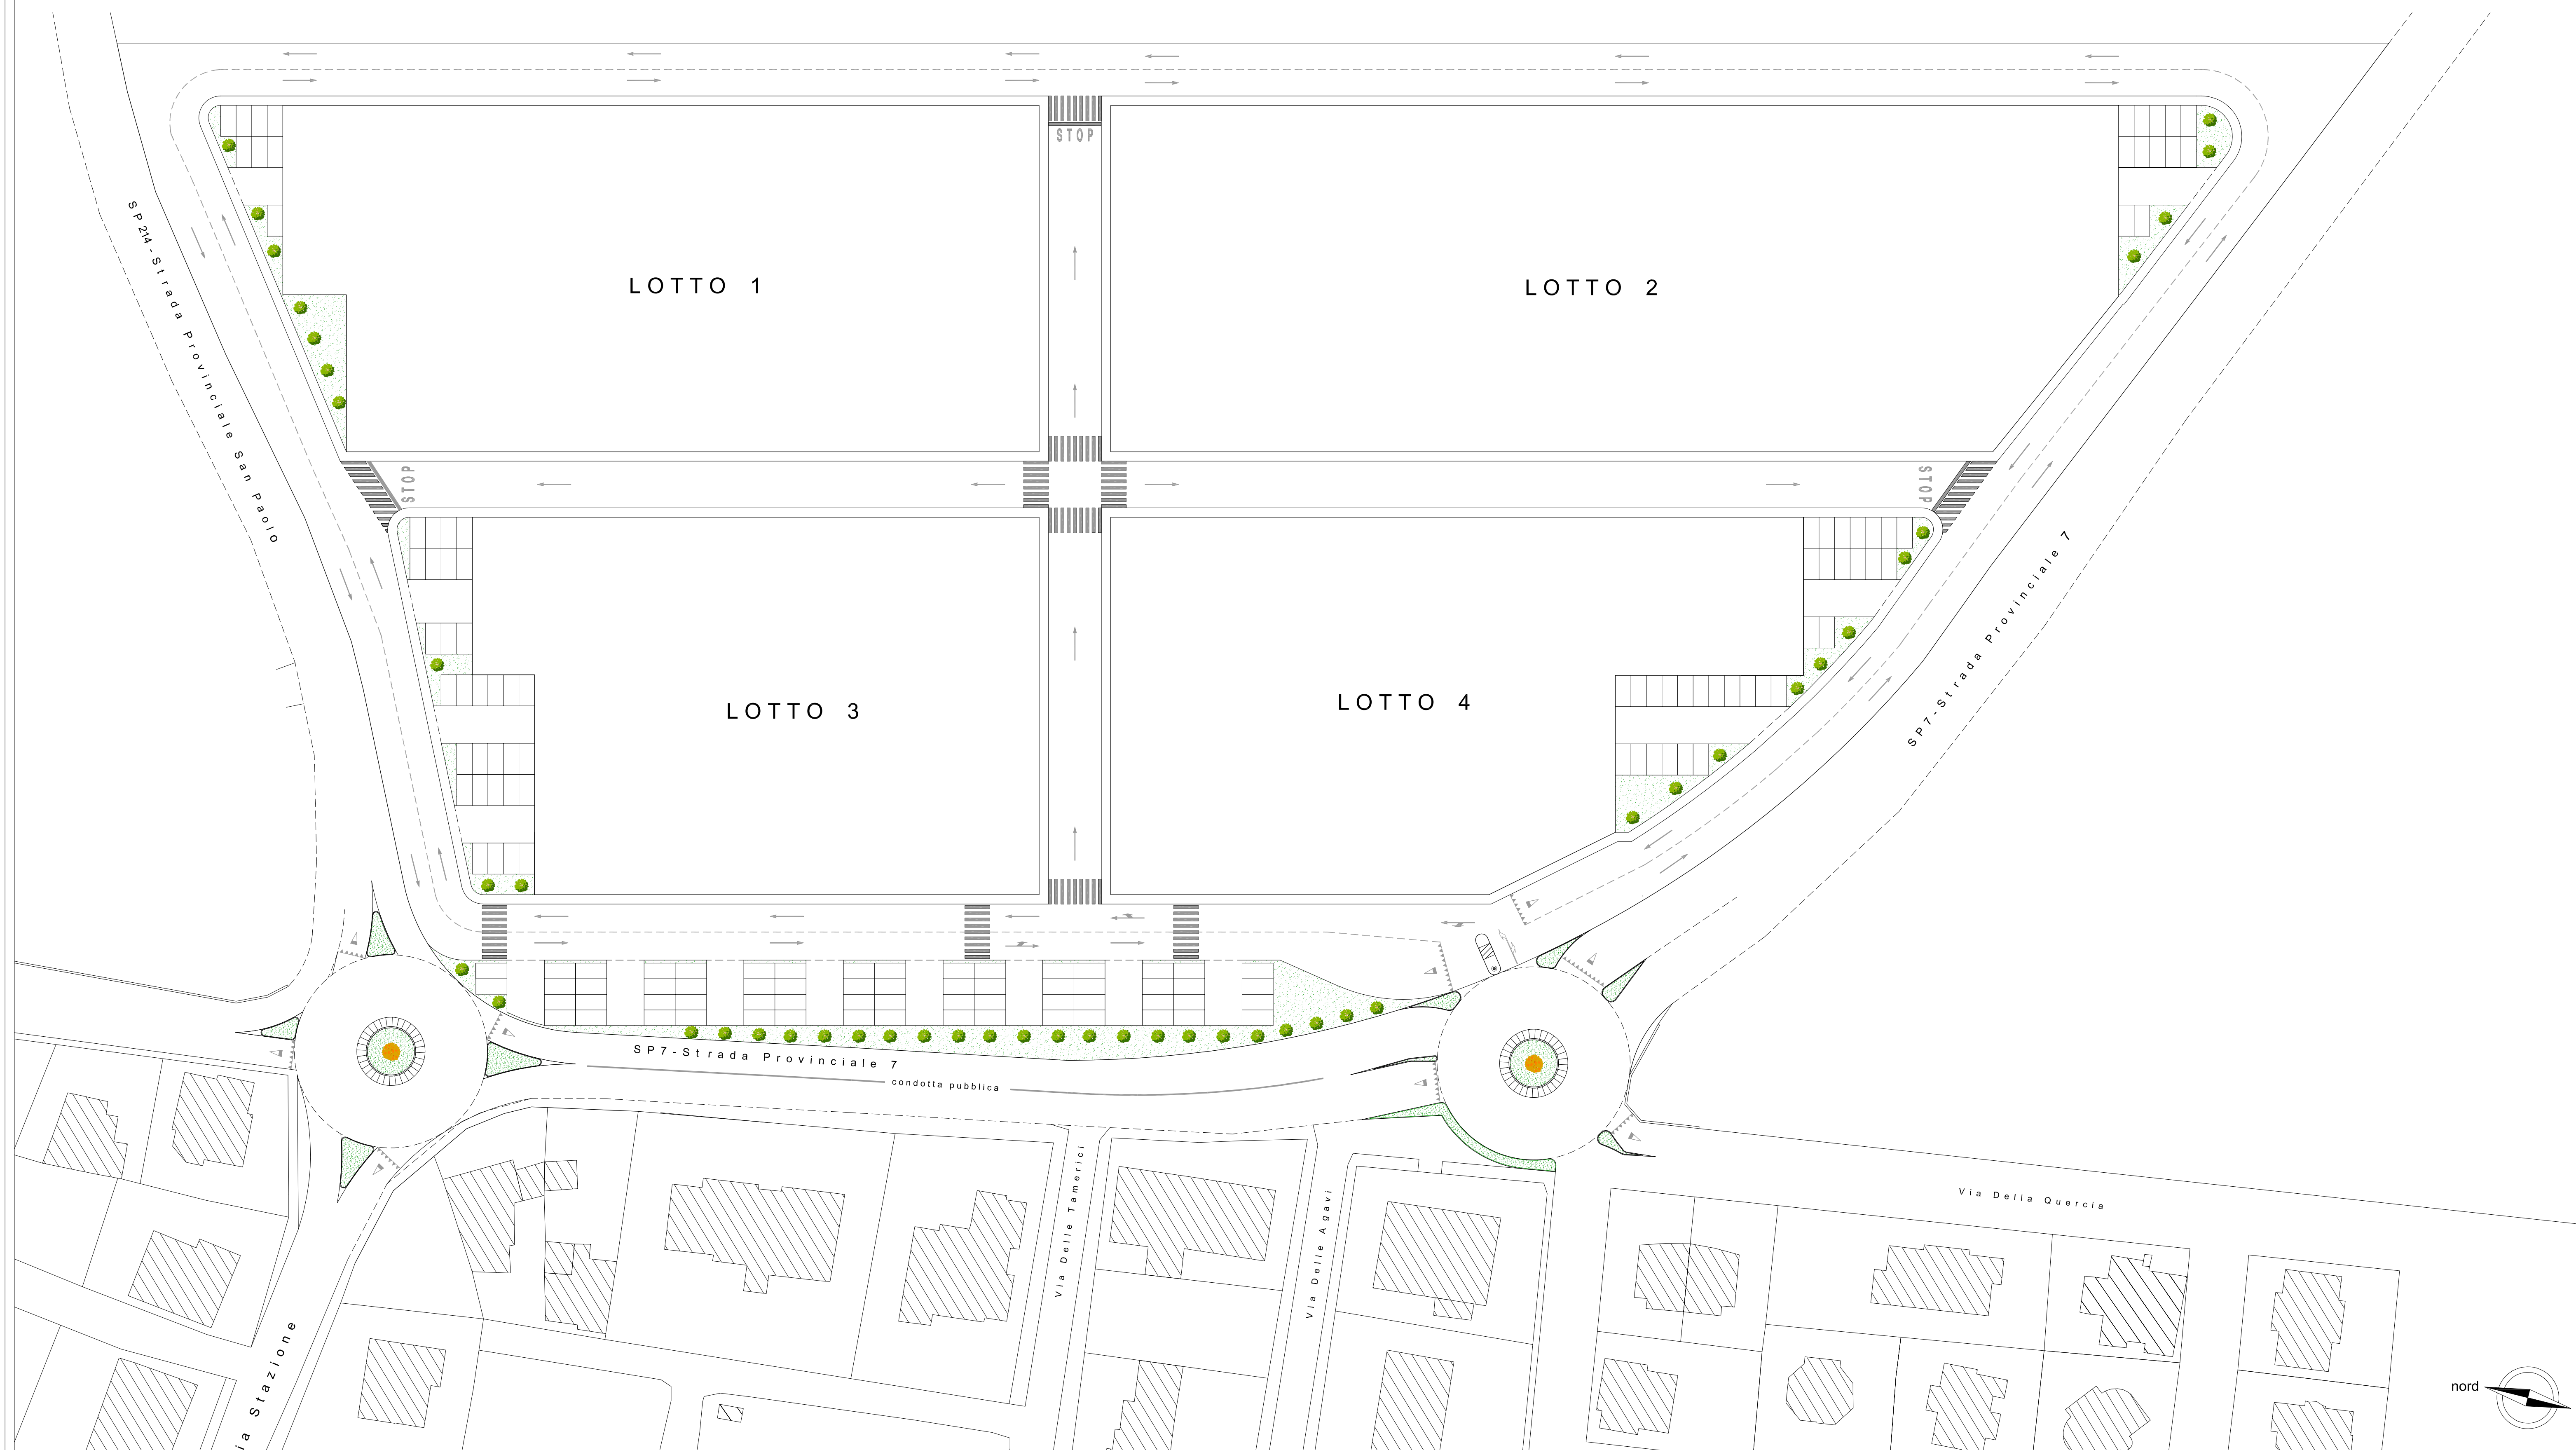 STOP
SP214-Strada Provinciale San Paolo
LOTTO 1
LOTTO 2
STOP
STOP
SP7-Strada Provinciale 7
LOTTO 3
LOTTO 4
SP7-Strada Provinciale 7
condotta pubblica
Via Delle Tamerici
Via Delle Agavi
Via Della Quercia
ia Stazione
nord